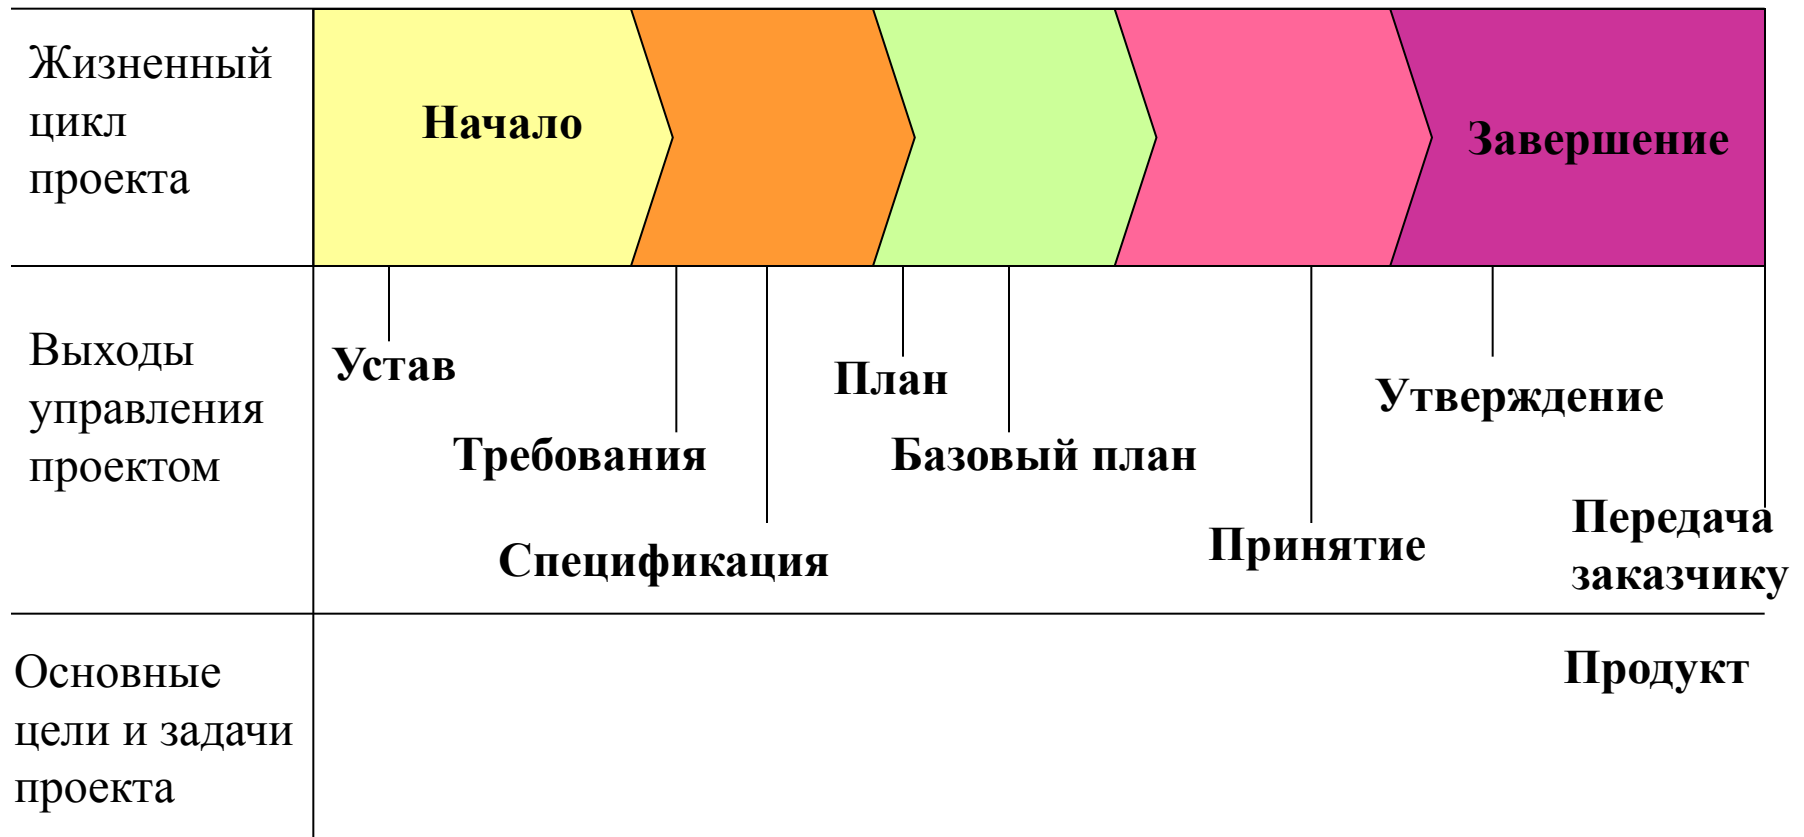 Жизненный
цикл
проекта
Начало
Завершение
Выходы
управления
проектом
Устав
Требования
Спецификация
План
Базовый план
Принятие
Утверждение
Передача
заказчику
Основные
цели и задачи
проекта
Продукт